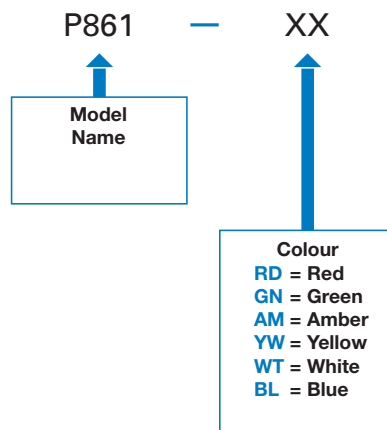 P861 – XX
Model
Name
Colour
RD = Red
GN = Green
AM = Amber
YW = Yellow
WT = White
BL = Blue